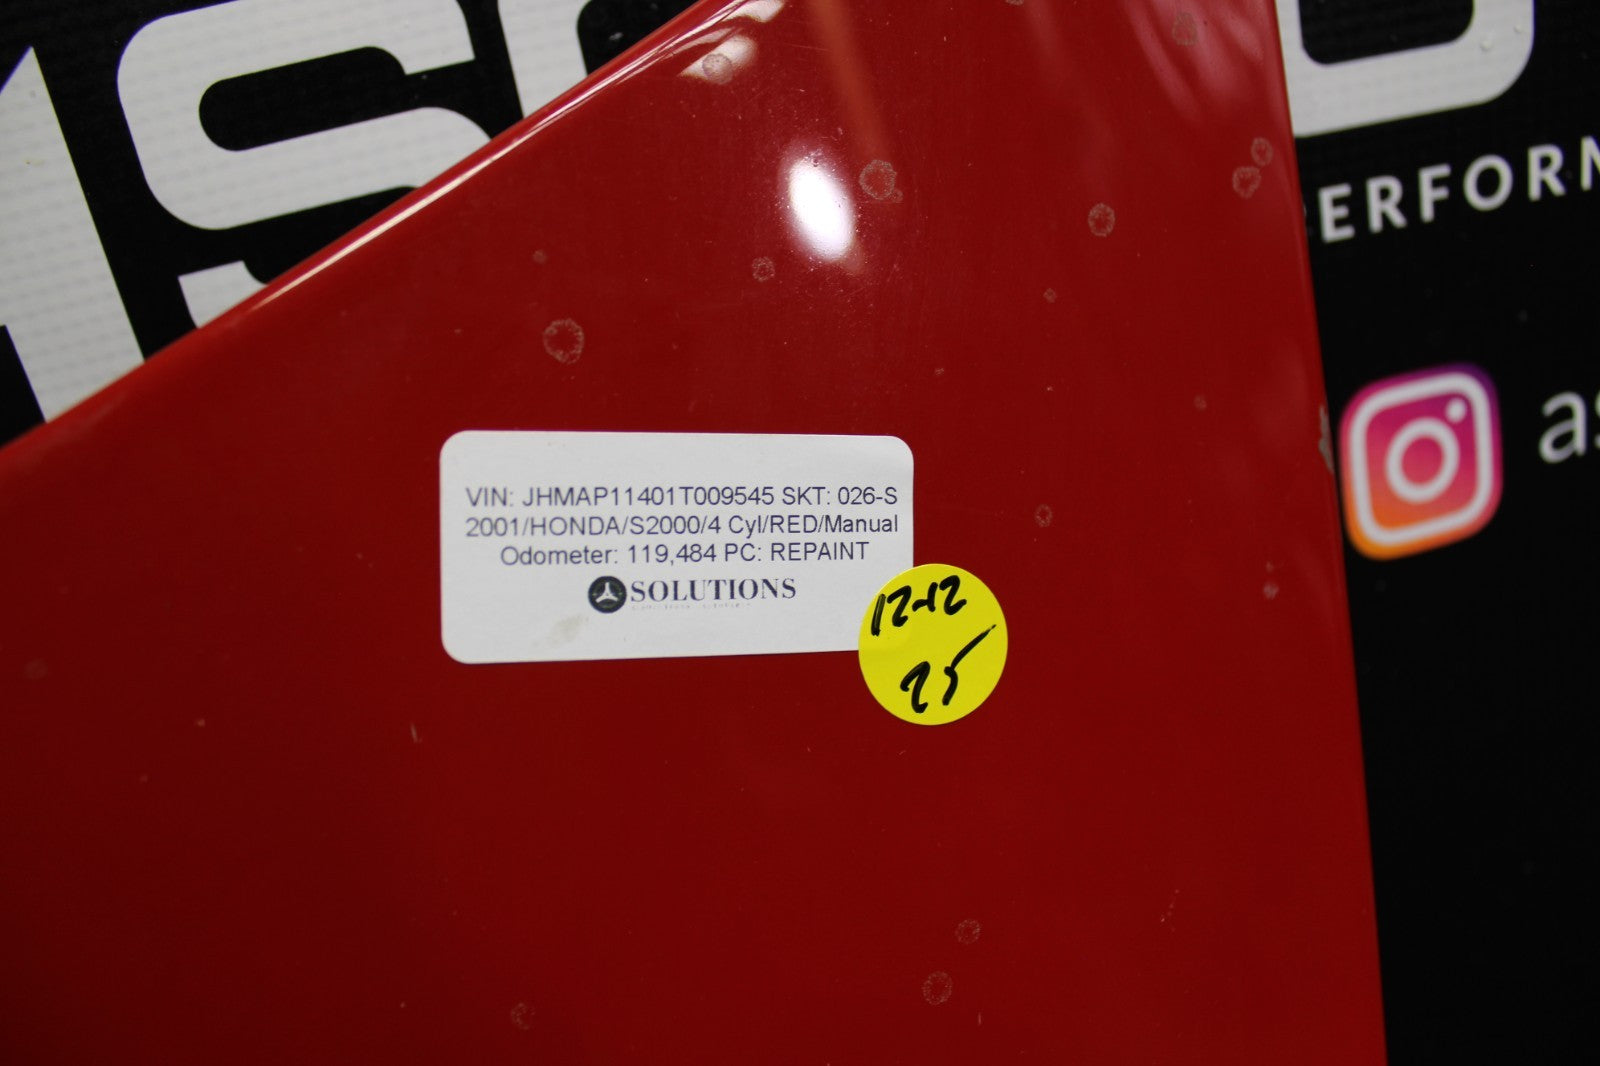 ERFORM
as
VIN: JHMAP11401T009545 SKT: 026-S
2001/HONDA/S2000/4 Cyl/RED/Manual
Odometer: 119,484 PC: REPAINT
SOLUTIONS
12-12
25